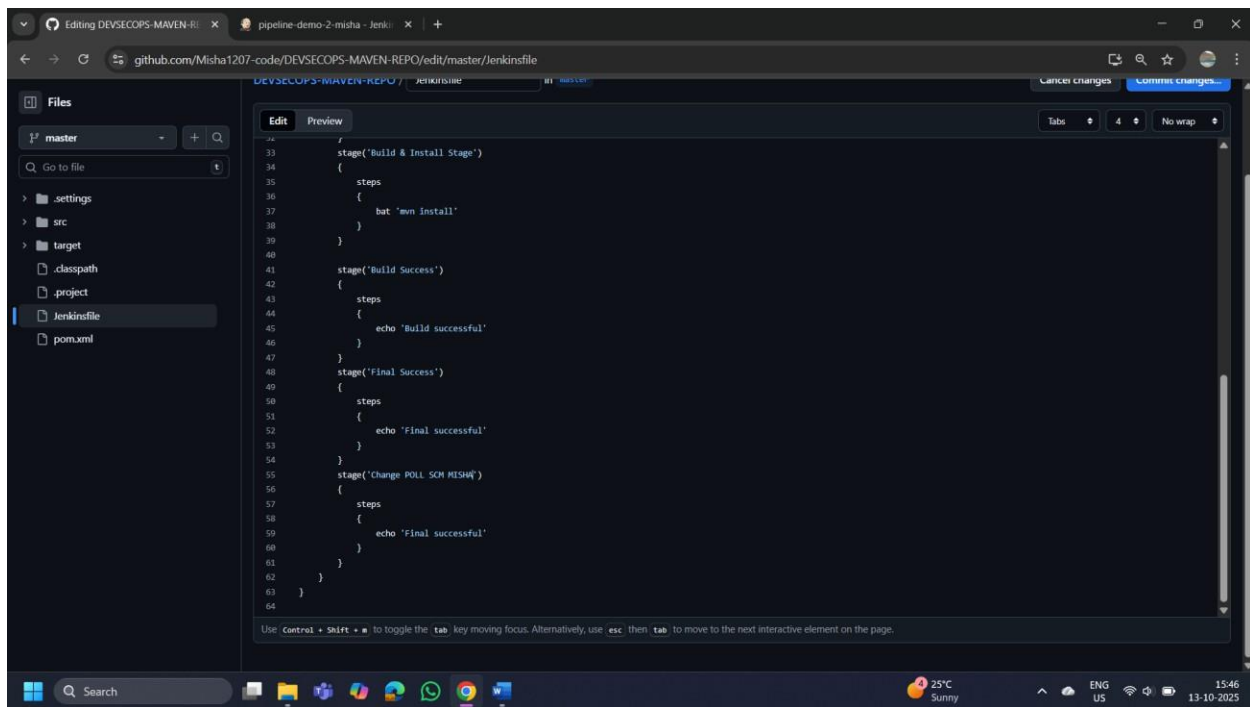 Editing DEVSECOPS-MAVEN-RE
pipeline-demo-2-misha - Jenki
github.com/Misha1207-code/DEVSECOPS-MAVEN-REPO/edit/master/Jenkinsfile
DEVSECOPS-MAVEN-REPO / Jenkinsfile in master
Cancel changes Commit changes...
Files
master
Go to file t
.settings
src
target
.classpath
.project
Jenkinsfile
pom.xml
Edit Preview
Tabs 4 No wrap
32 }
33 stage('Build & Install Stage')
34 {
35 steps
36 {
37 bat 'mvn install'
38 }
39 }
40
41 stage('Build Success')
42 {
43 steps
44 {
45 echo 'Build successful'
46 }
47 }
48 stage('Final Success')
49 {
50 steps
51 {
52 echo 'Final successful'
53 }
54 }
55 stage('Change POLL SCM MISHA')
56 {
57 steps
58 {
59 echo 'Final successful'
60 }
61 }
62 }
63 }
64
Use Control + Shift + m to toggle the tab key moving focus. Alternatively, use esc then tab to move to the next interactive element on the page.
Search
4
25°C
Sunny
ENG
US
15:46
13-10-2025